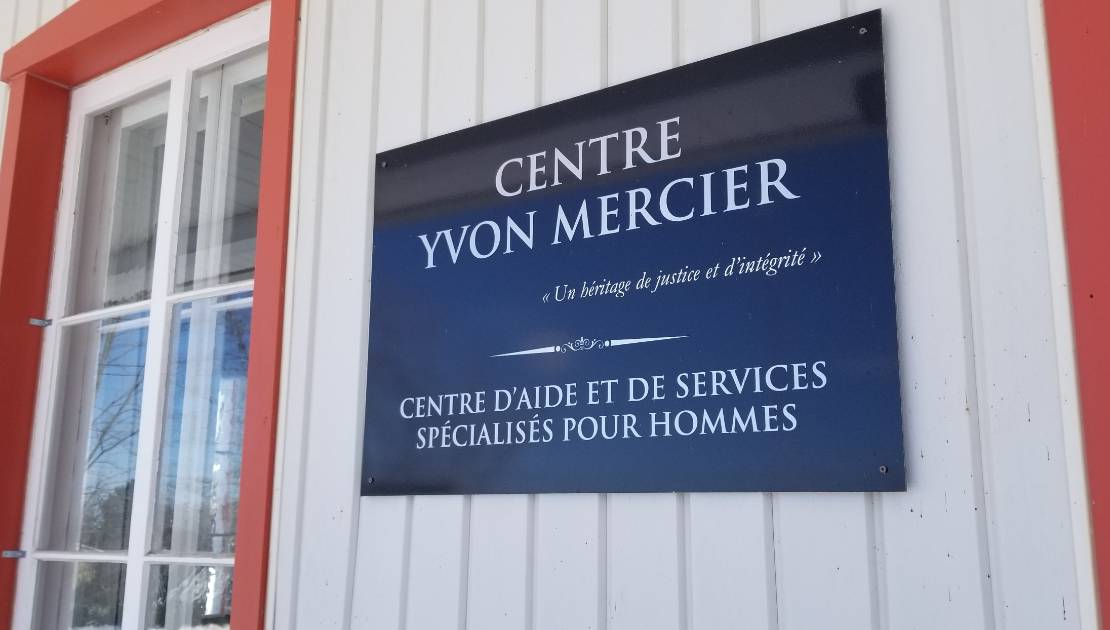 CENTRE
YVON MERCIER
« Un héritage de justice et d'intégrité »
CENTRE D'AIDE ET DE SERVICES
SPÉCIALISÉS POUR HOMMES